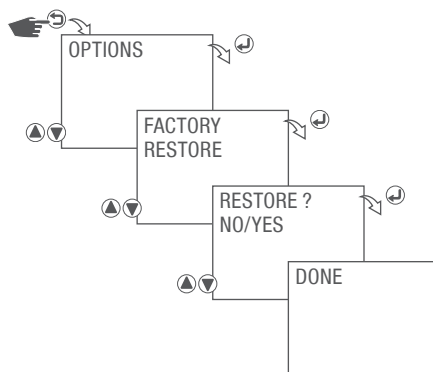 OPTIONS
FACTORY
RESTORE
RESTORE ?
NO/YES
DONE